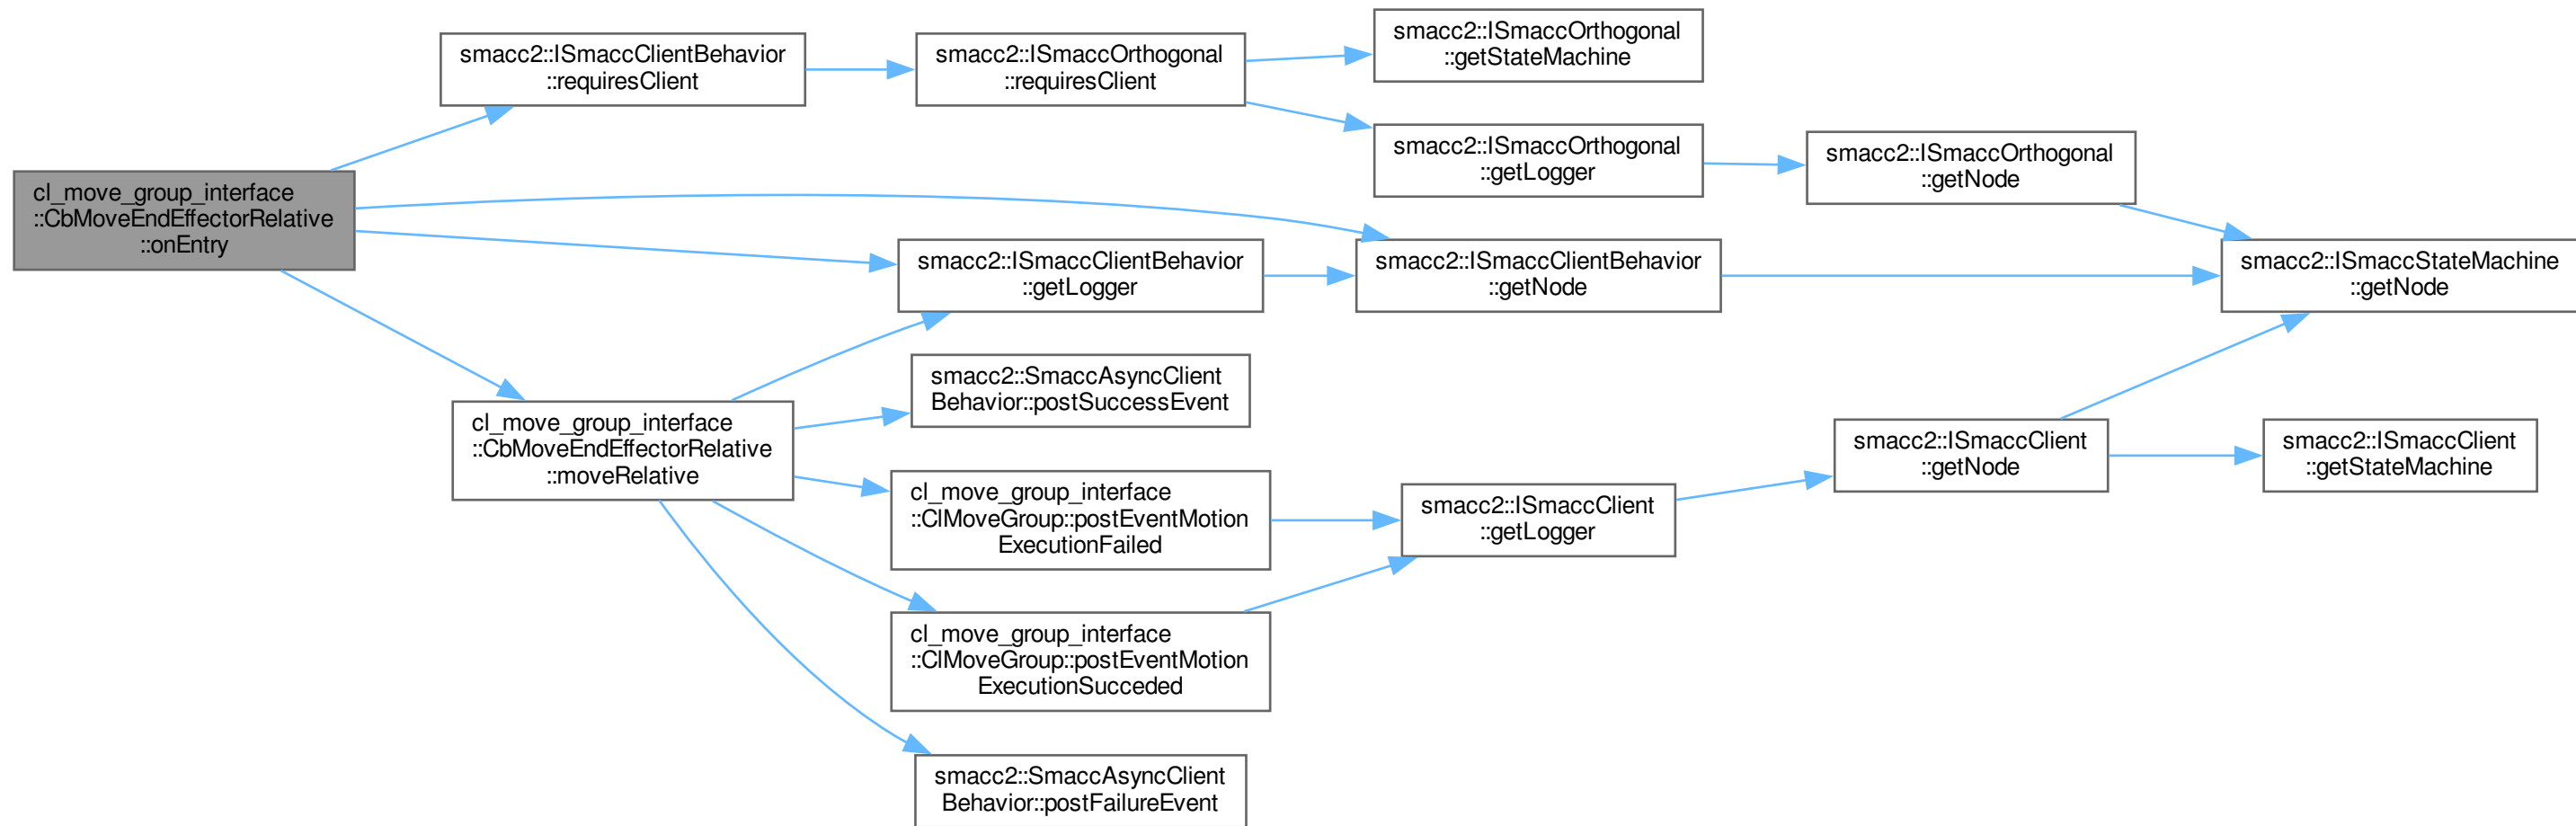 cl_move_group_interface
::CbMoveEndEffectorRelative
::onEntry
smacc2::ISmaccClientBehavior
::requiresClient
smacc2::ISmaccOrthogonal
::requiresClient
smacc2::ISmaccOrthogonal
::getStateMachine
smacc2::ISmaccOrthogonal
::getLogger
smacc2::ISmaccOrthogonal
::getNode
smacc2::ISmaccClientBehavior
::getLogger
smacc2::ISmaccClientBehavior
::getNode
smacc2::ISmaccStateMachine
::getNode
cl_move_group_interface
::CbMoveEndEffectorRelative
::moveRelative
smacc2::SmaccAsyncClient
Behavior::postSuccessEvent
cl_move_group_interface
::ClMoveGroup::postEventMotion
ExecutionFailed
smacc2::ISmaccClient
::getLogger
smacc2::ISmaccClient
::getNode
smacc2::ISmaccClient
::getStateMachine
cl_move_group_interface
::ClMoveGroup::postEventMotion
ExecutionSucceded
smacc2::SmaccAsyncClient
Behavior::postFailureEvent